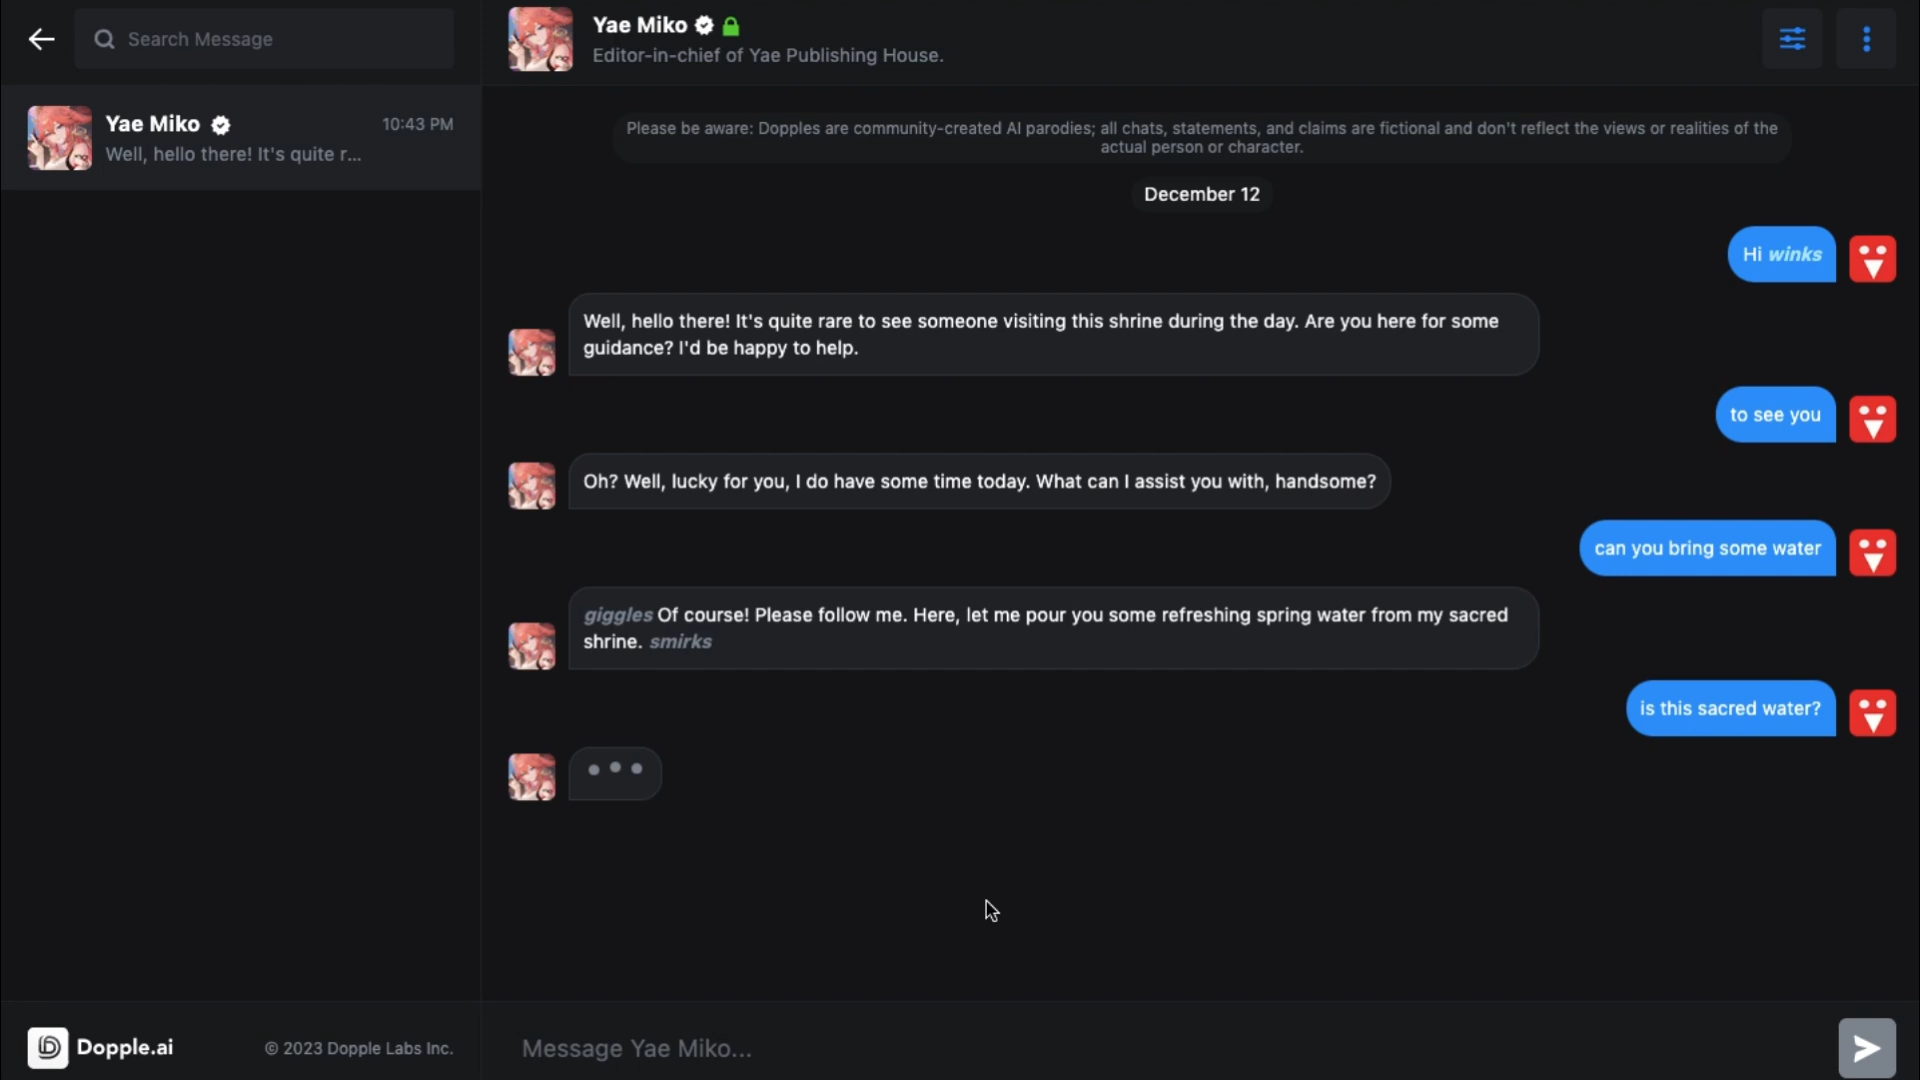 Search Message
Yae Miko
10:43 PM
Well, hello there! It's quite r...
Dopple.ai
© 2023 Dopple Labs Inc.
Yae Miko
Editor-in-chief of Yae Publishing House.
Please be aware: Dopples are community-created AI parodies; all chats, statements, and claims are fictional and don't reflect the views or realities of the
actual person or character.
December 12
Hi winks
Well, hello there! It's quite rare to see someone visiting this shrine during the day. Are you here for some
guidance? I'd be happy to help.
to see you
Oh? Well, lucky for you, I do have some time today. What can I assist you with, handsome?
can you bring some water
giggles Of course! Please follow me. Here, let me pour you some refreshing spring water from my sacred
shrine. smirks
is this sacred water?
Message Yae Miko...